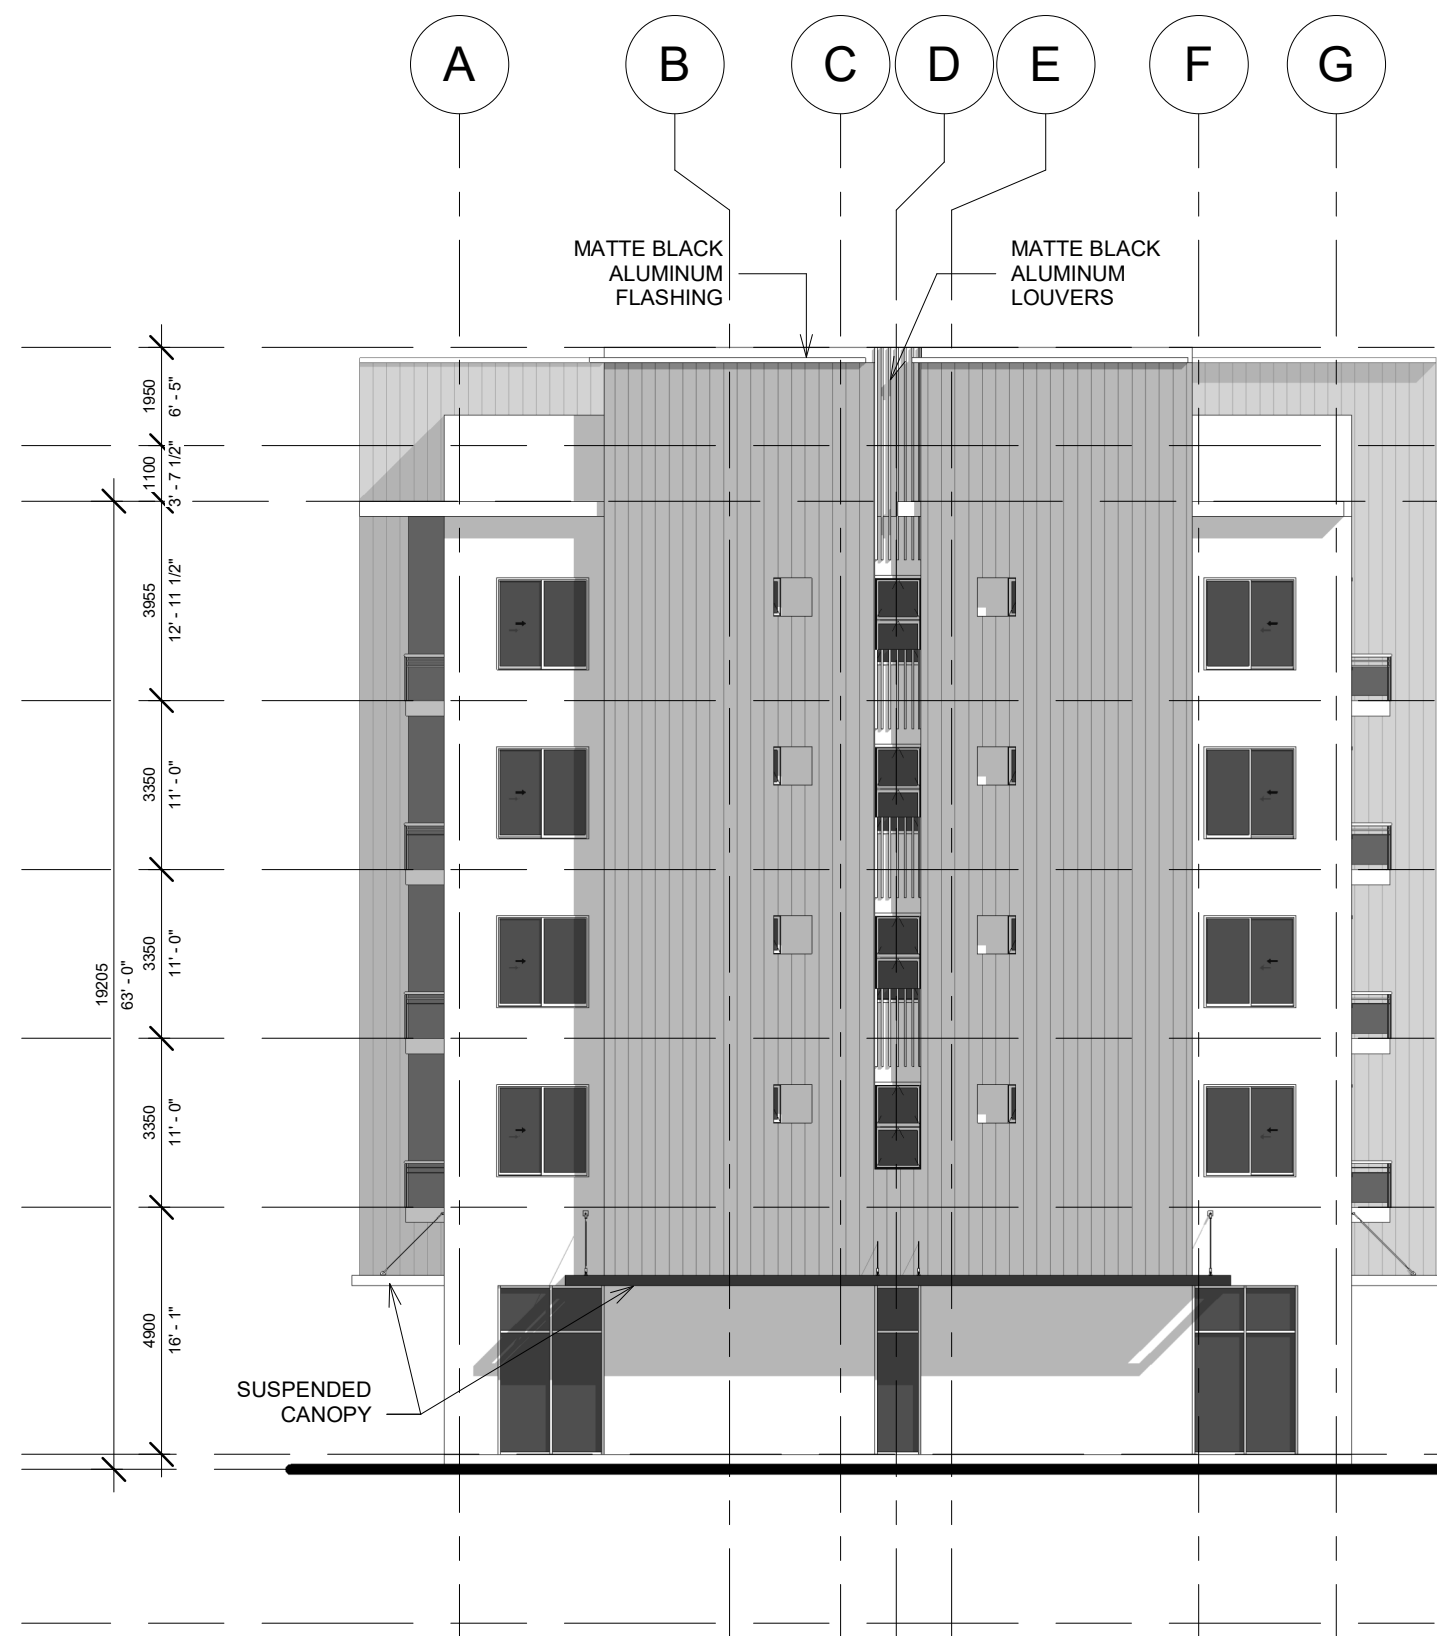 A
B
C
D
E
F
G
MATTE BLACK
ALUMINUM
FLASHING
MATTE BLACK
ALUMINUM
LOUVERS
1950
6' - 5"
1100
3' - 7 1/2"
3955
12' - 11 1/2"
3350
11' - 0"
3350
11' - 0"
19205
63' - 0"
3350
11' - 0"
4900
16' - 1"
SUSPENDED
CANOPY